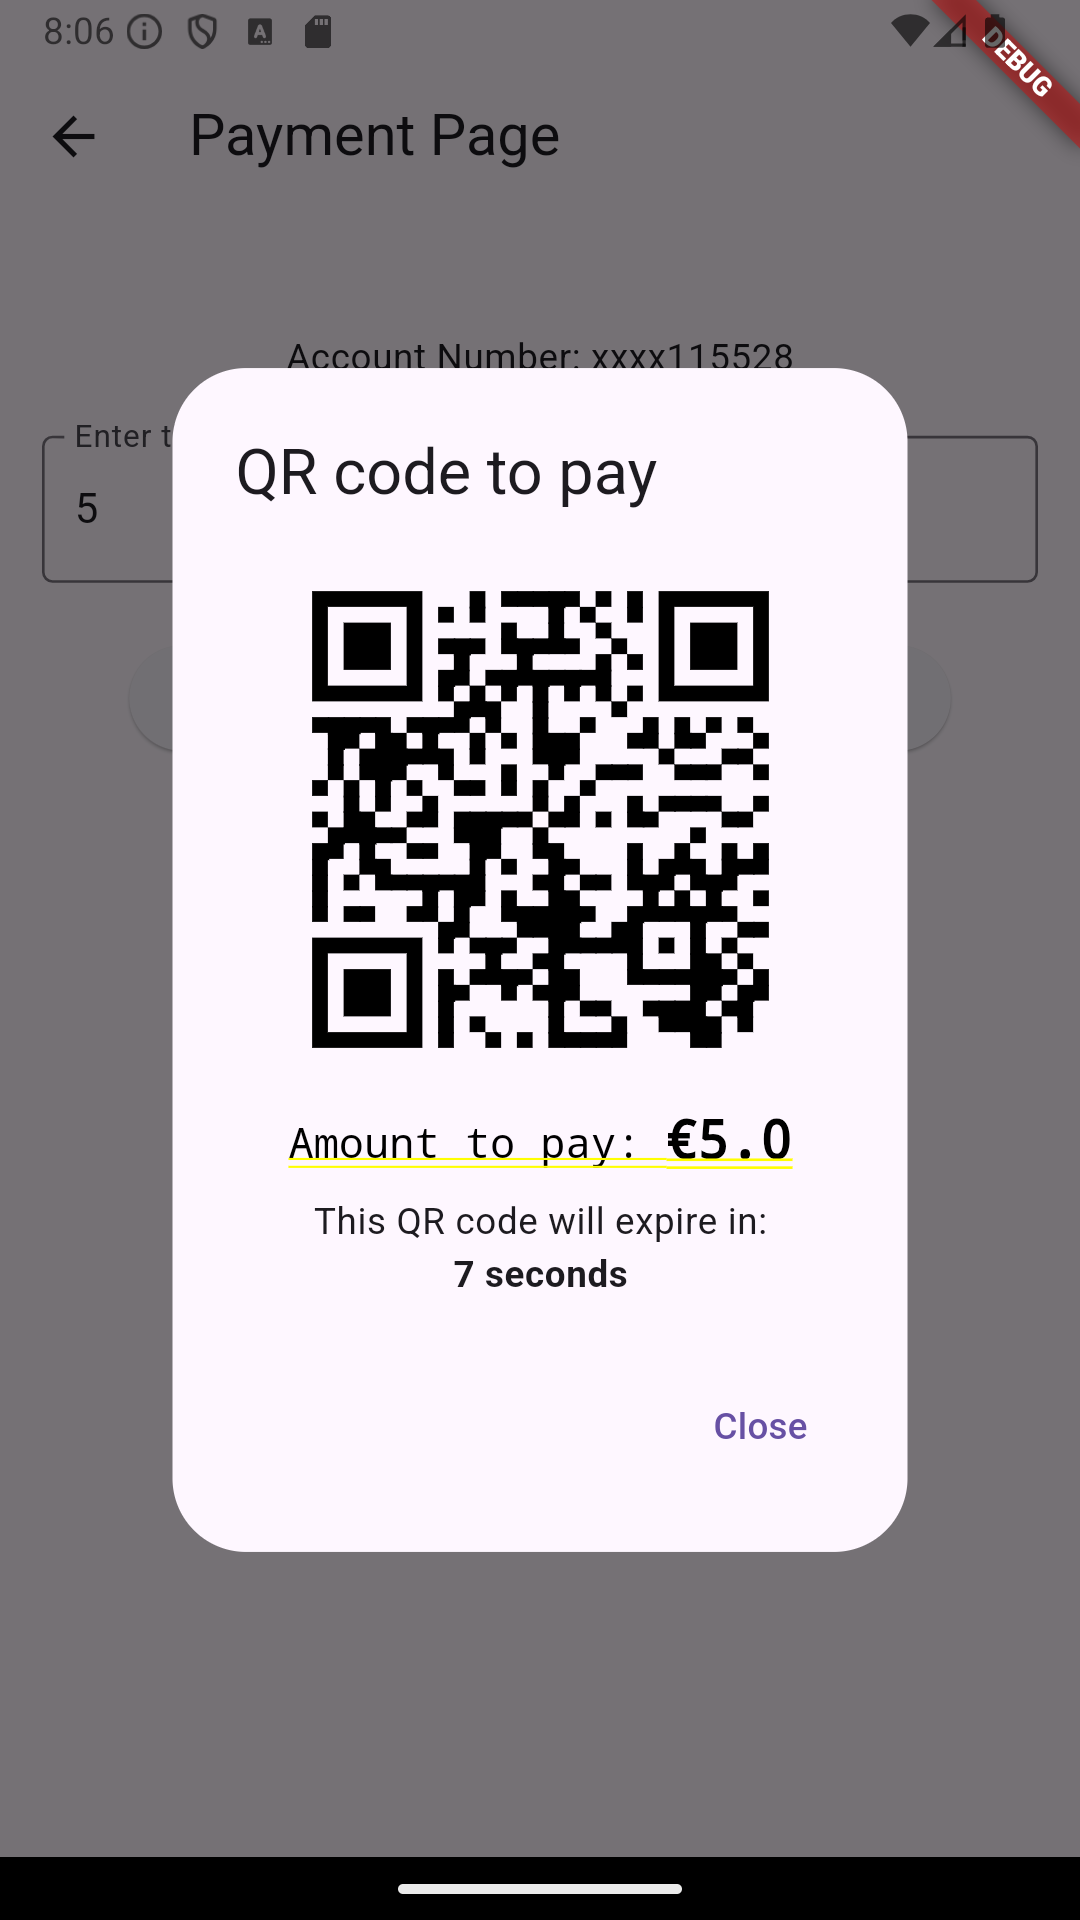 8:06
DEBUG
Payment Page
Account Number: xxxx115528
Enter t
5
QR code to pay
Amount to pay: €5.0
This QR code will expire in:
7 seconds
Close